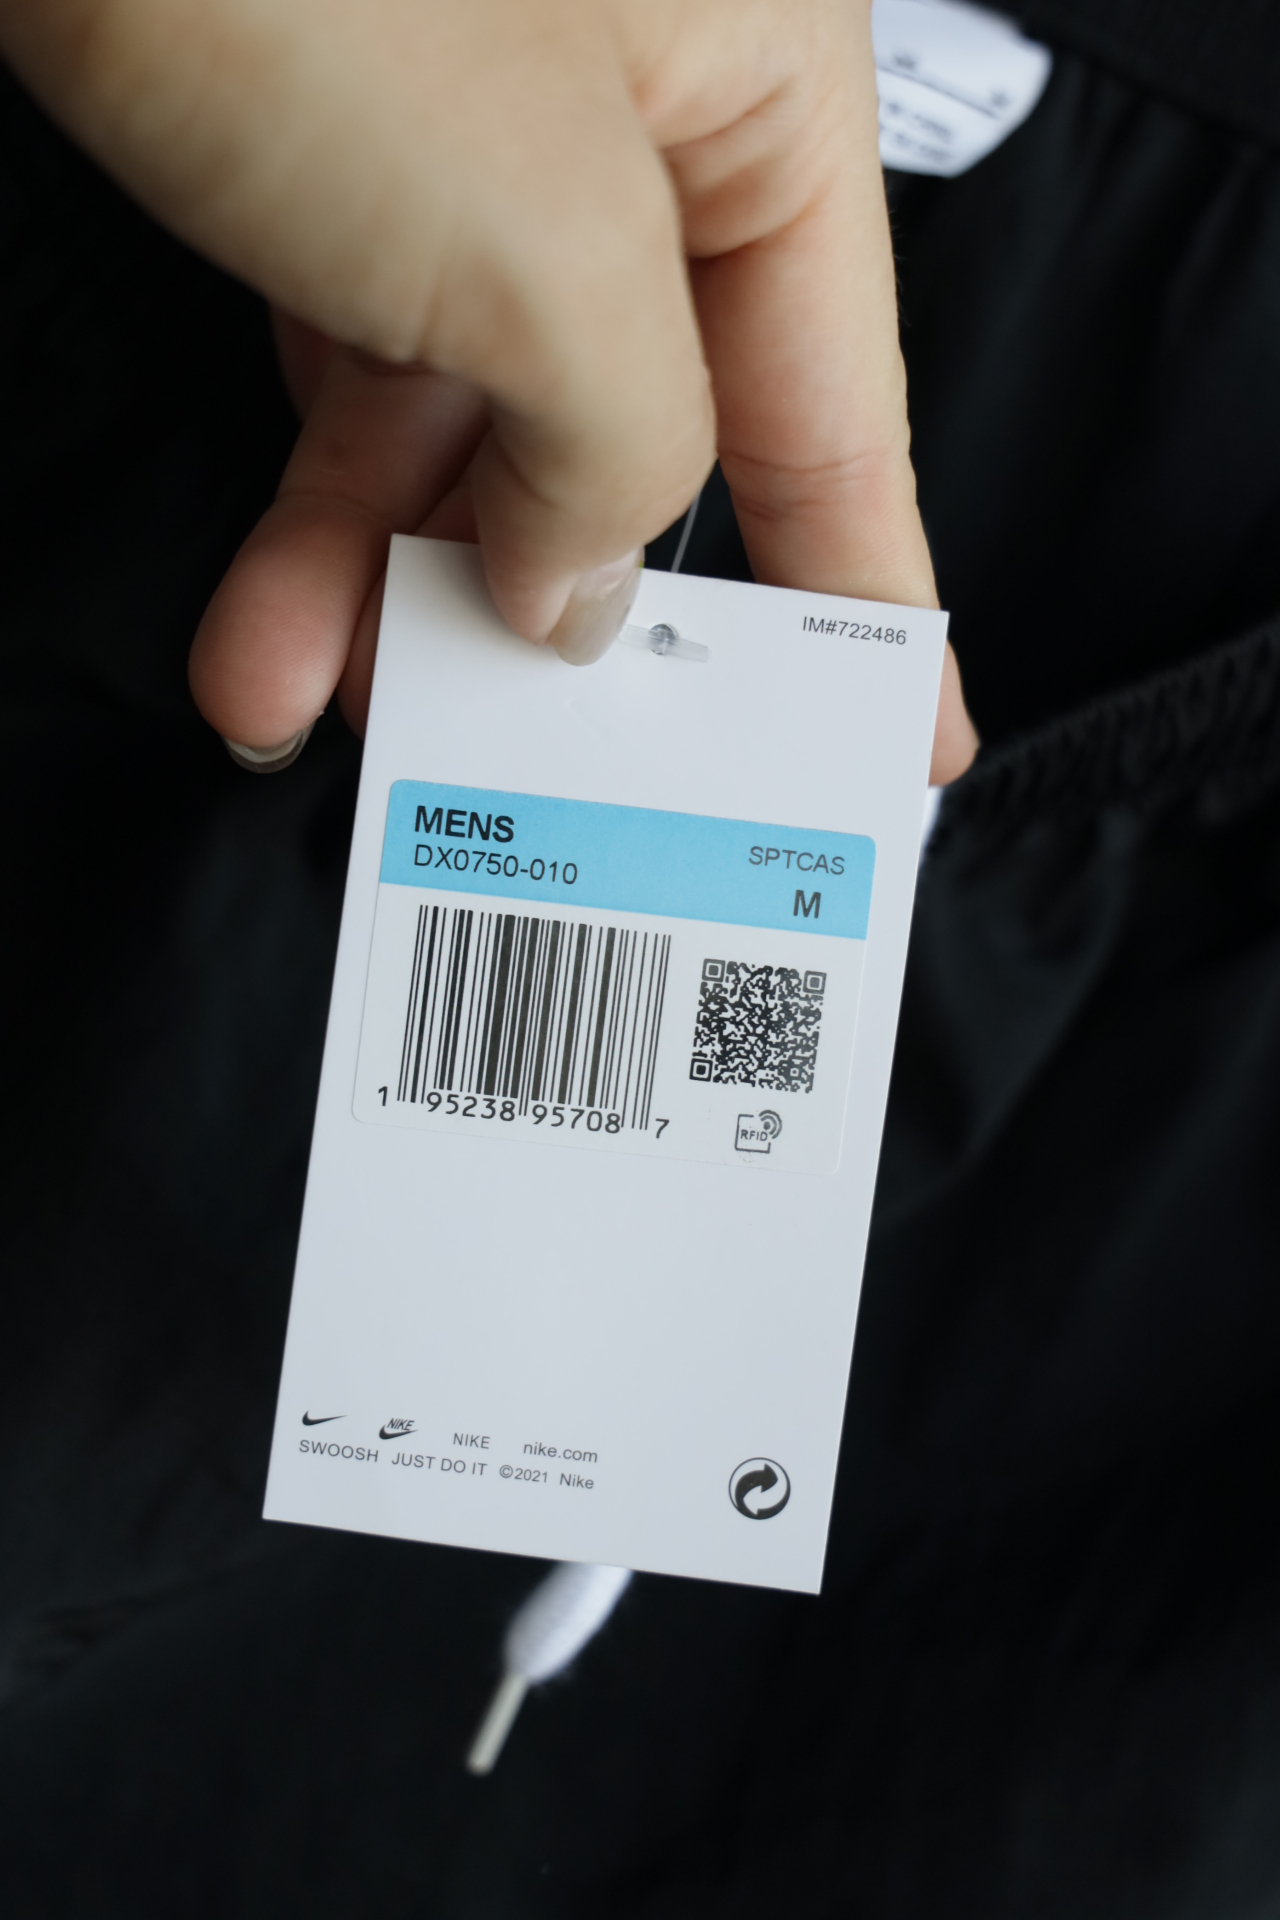 IM#722486
MENS
DX0750-010
SPTCAS
M
1 95238 95708 7
RFID
NIKE NIKE nike.com
SWOOSH JUST DO IT ©2021 Nike